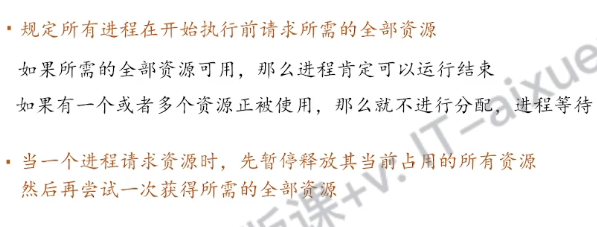 · 规定所有进程在开始执行前请求所需的全部资源
如果所需的全部资源可用，那么进程肯定可以运行结束
如果有一个或者多个资源正被使用，那么就不进行分配，进程等待
· 当一个进程请求资源时，先暂停释放其当前占用的所有资源
然后再尝试一次获得所需的全部资源
课+v: IT-aixue